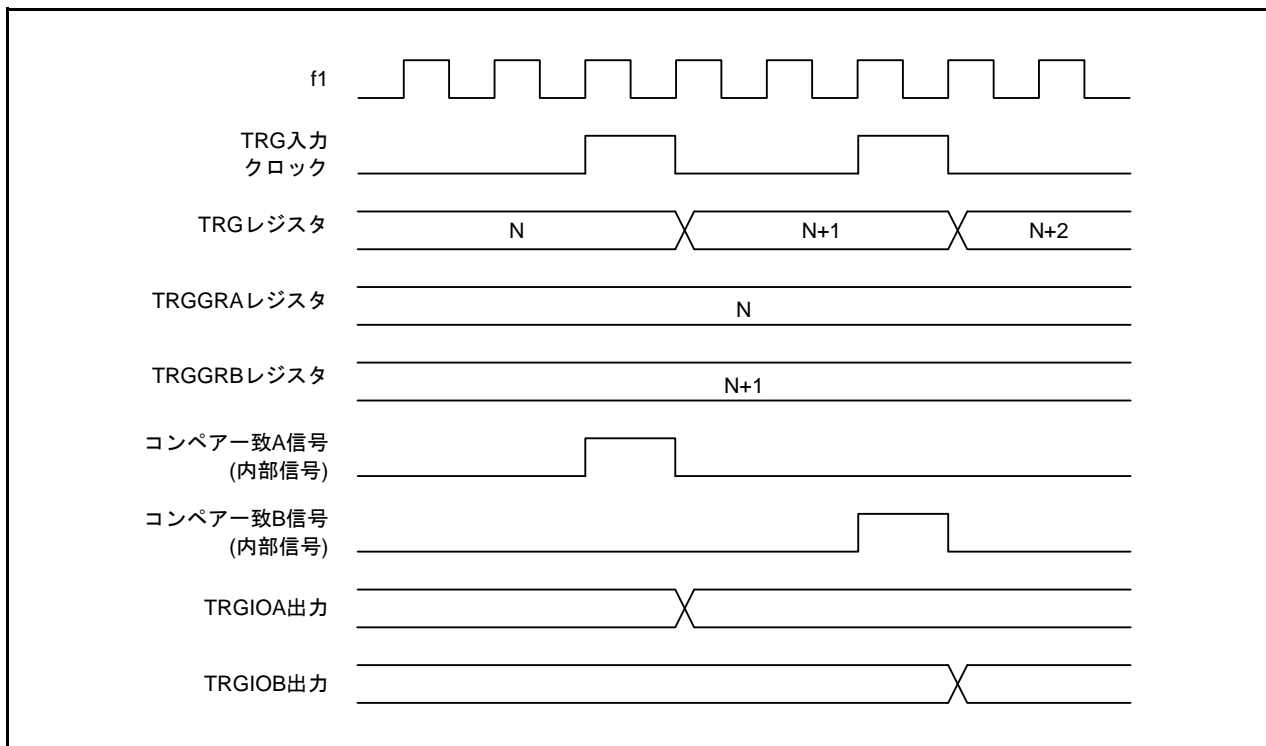 f1
TRG入力
クロック
TRGレジスタ
N
N+1
N+2
TRGGRAレジスタ
N
TRGGRBレジスタ
N+1
コンペア一致A信号
(内部信号)
コンペア一致B信号
(内部信号)
TRGIOA出力
TRGIOB出力